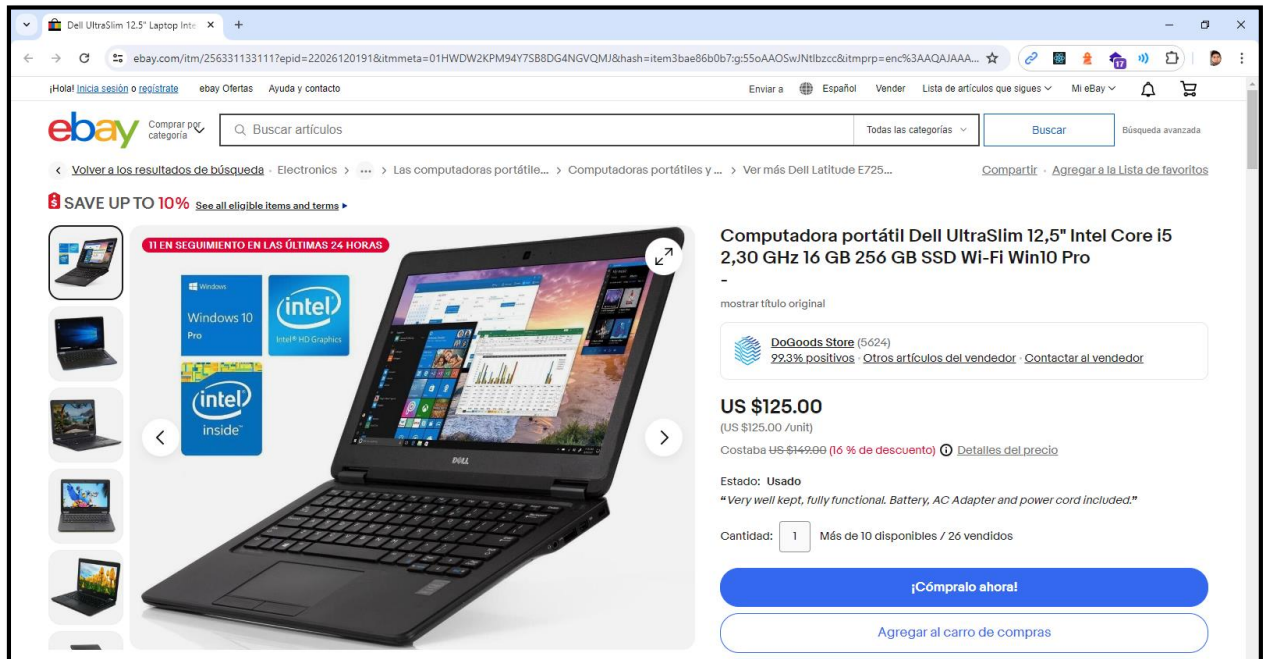 Dell UltraSlim 12.5" Laptop Inte
ebay.com/itm/256331133111?epid=22026120191&itmmeta=01HWDW2KPM94Y7SB8DG4NGVQMJ&hash=item3bae86b0b7:g:55oAAOSwJNtlbzcc&itmprp=enc%3AAQAJAAA...
17
¡Hola! Inicia sesión o regístrate ebay Ofertas Ayuda y contacto Enviar a Español Vender Lista de artículos que sigues Mi eBay
ebay
Comprar por
categoría
Buscar artículos Todas las categorías Buscar Búsqueda avanzada
Volver a los resultados de búsqueda · Electronics > ... > Las computadoras portátile... > Computadoras portátiles y ... > Ver más Dell Latitude E725... Compartir · Agregar a la Lista de favoritos
SAVE UP TO 10% See all eligible items and terms
11 EN SEGUIMIENTO EN LAS ÚLTIMAS 24 HORAS
Windows
Windows 10
Pro
intel
Intel® HD Graphics
intel
inside™
DELL
Computadora portátil Dell UltraSlim 12,5" Intel Core i5
2,30 GHz 16 GB 256 GB SSD Wi-Fi Win10 Pro
-
mostrar título original
DoGoods Store (5624)
99.3% positivos · Otros artículos del vendedor · Contactar al vendedor
US $125.00
(US $125.00 /unit)
Costaba US $149.00 (16 % de descuento) Detalles del precio
Estado: Usado
“Very well kept, fully functional. Battery, AC Adapter and power cord included.”
Cantidad: 1 Más de 10 disponibles / 26 vendidos
¡Cómpralo ahora!
Agregar al carro de compras